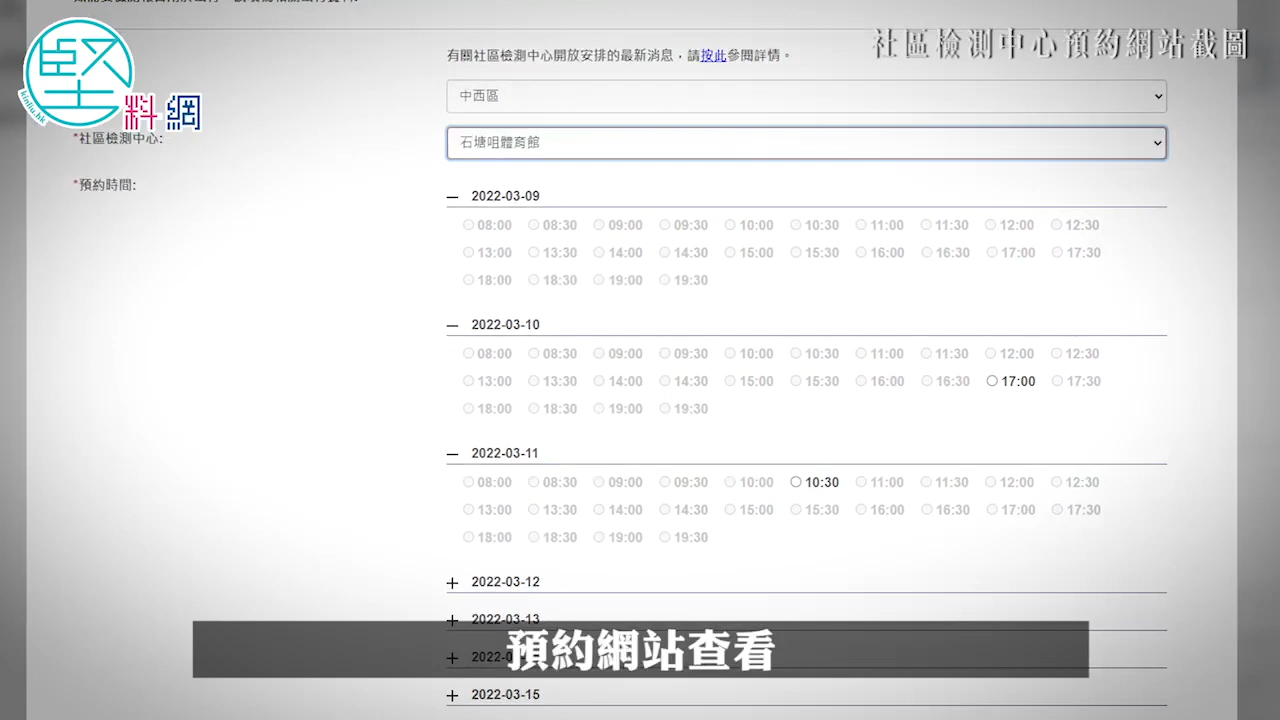 社區檢測中心預約網站截圖
堅料網
kinliu.hk
有關社區檢測中心開放安排的最新消息，請按此參閱詳情。
中西區
*社區檢測中心:
石塘咀體育館
*預約時間:
2022-03-09
08:00 08:30 09:00 09:30 10:00 10:30 11:00 11:30 12:00 12:30
13:00 13:30 14:00 14:30 15:00 15:30 16:00 16:30 17:00 17:30
18:00 18:30 19:00 19:30
2022-03-10
08:00 08:30 09:00 09:30 10:00 10:30 11:00 11:30 12:00 12:30
13:00 13:30 14:00 14:30 15:00 15:30 16:00 16:30 17:00 17:30
18:00 18:30 19:00 19:30
2022-03-11
08:00 08:30 09:00 09:30 10:00 10:30 11:00 11:30 12:00 12:30
13:00 13:30 14:00 14:30 15:00 15:30 16:00 16:30 17:00 17:30
18:00 18:30 19:00 19:30
2022-03-12
2022-03-13
預約網站查看
2022-03-15